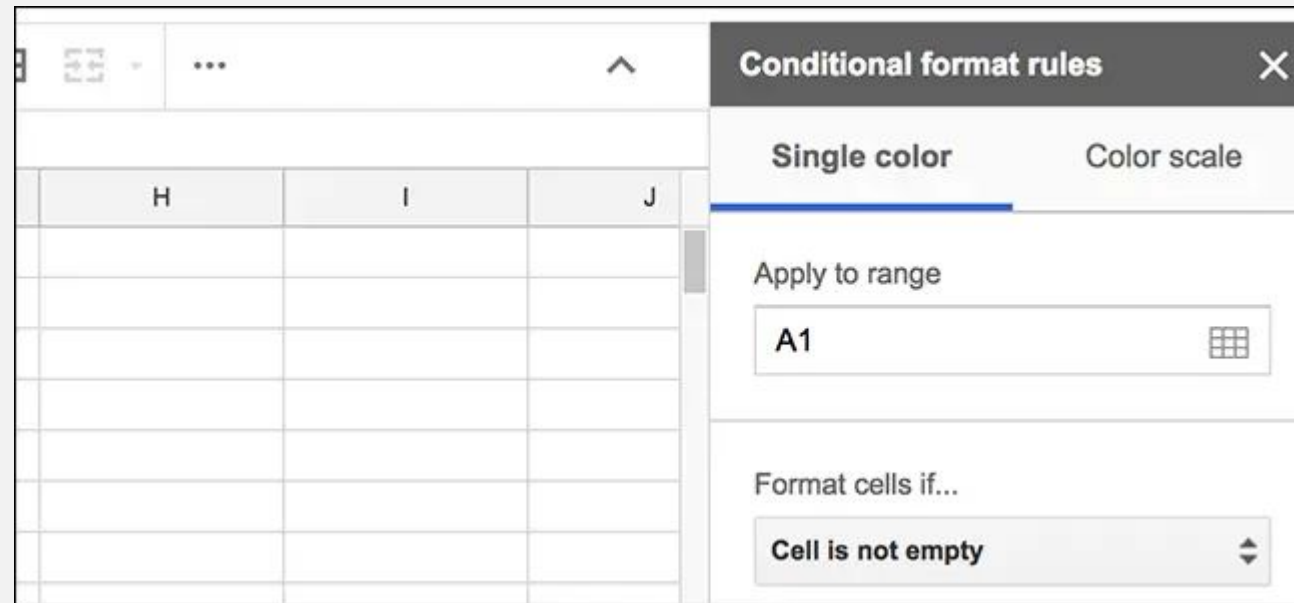 Conditional format rules
Single color Color scale
H I J
Apply to range
A1
Format cells if...
Cell is not empty